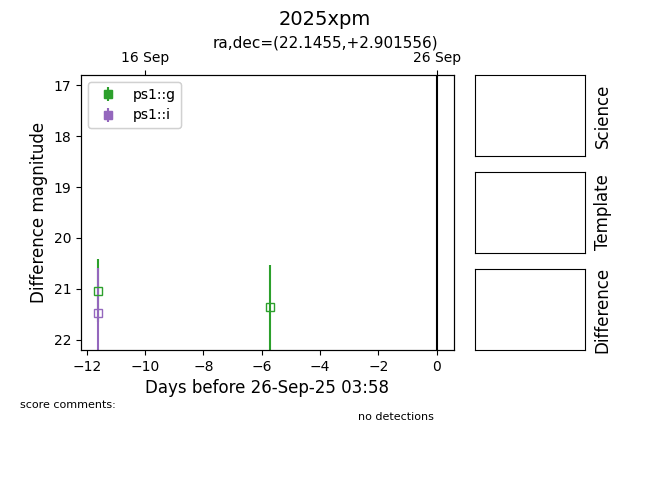 2025xpm
ra,dec=(22.1455,+2.901556)
16 Sep
26 Sep
17
18
19
20
21
22
Difference magnitude
ps1::g
ps1::i
−12
−10
−8
−6
−4
−2
0
Days before 26-Sep-25 03:58
Science
Template
Difference
score comments:
no detections